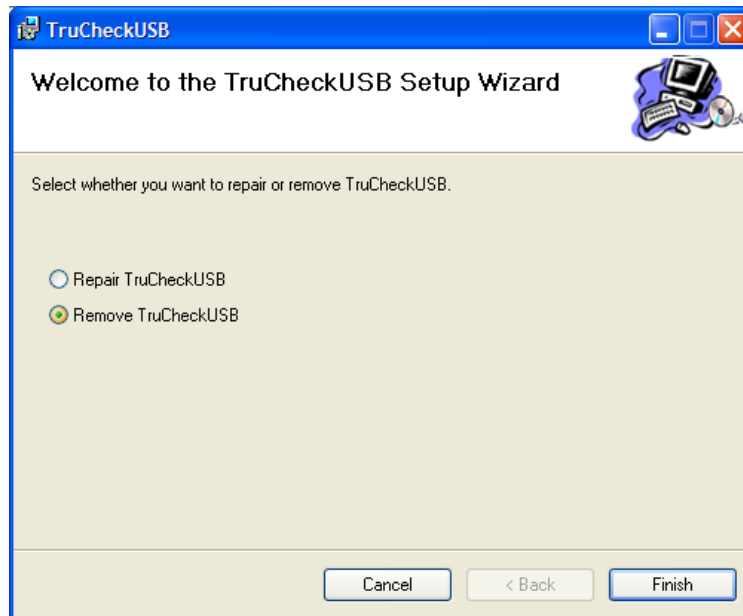 TruCheckUSB
Welcome to the TruCheckUSB Setup Wizard
Select whether you want to repair or remove TruCheckUSB.
Repair TruCheckUSB
Remove TruCheckUSB
Cancel
< Back
Finish